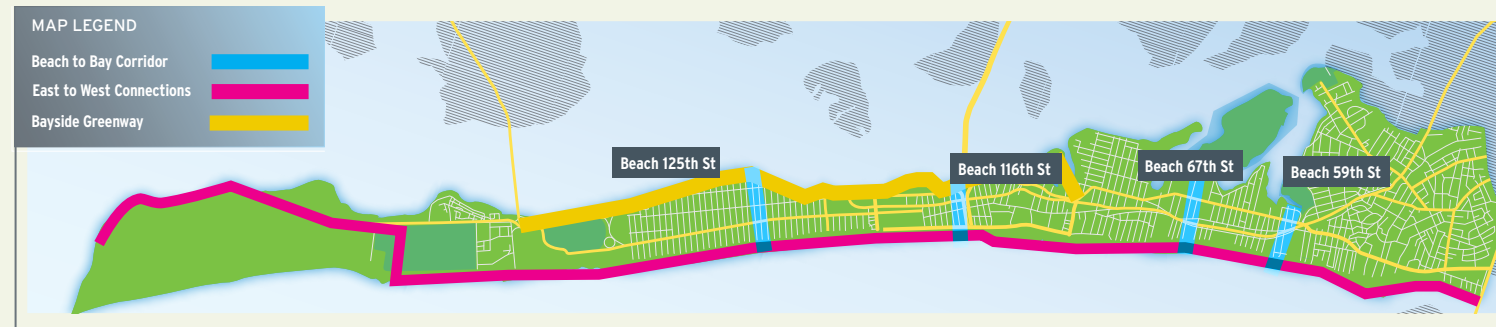 MAP LEGEND
Beach to Bay Corridor
East to West Connections
Bayside Greenway
Beach 125th St
Beach 116th St
Beach 67th St
Beach 59th St